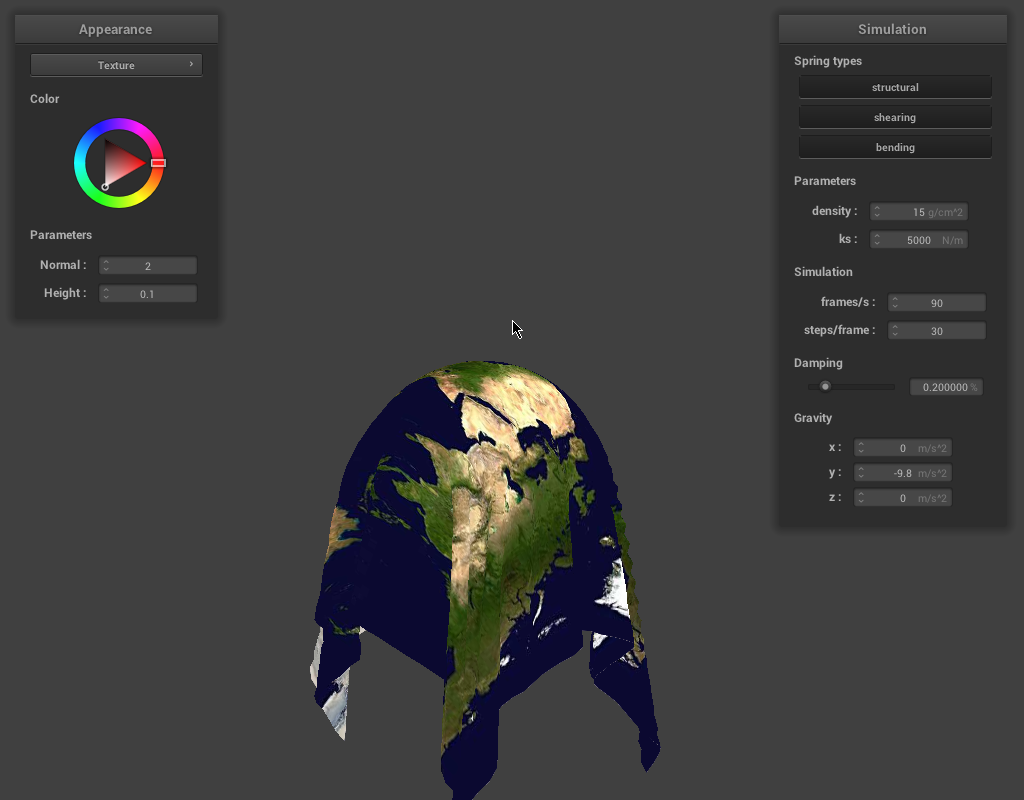 Appearance
Texture
Color
Parameters
Normal : 2
Height : 0.1
Simulation
Spring types
structural
shearing
bending
Parameters
density : 15 g/cm^2
ks : 5000 N/m
Simulation
frames/s : 90
steps/frame : 30
Damping
0.200000 %
Gravity
x : 0 m/s^2
y : -9.8 m/s^2
z : 0 m/s^2